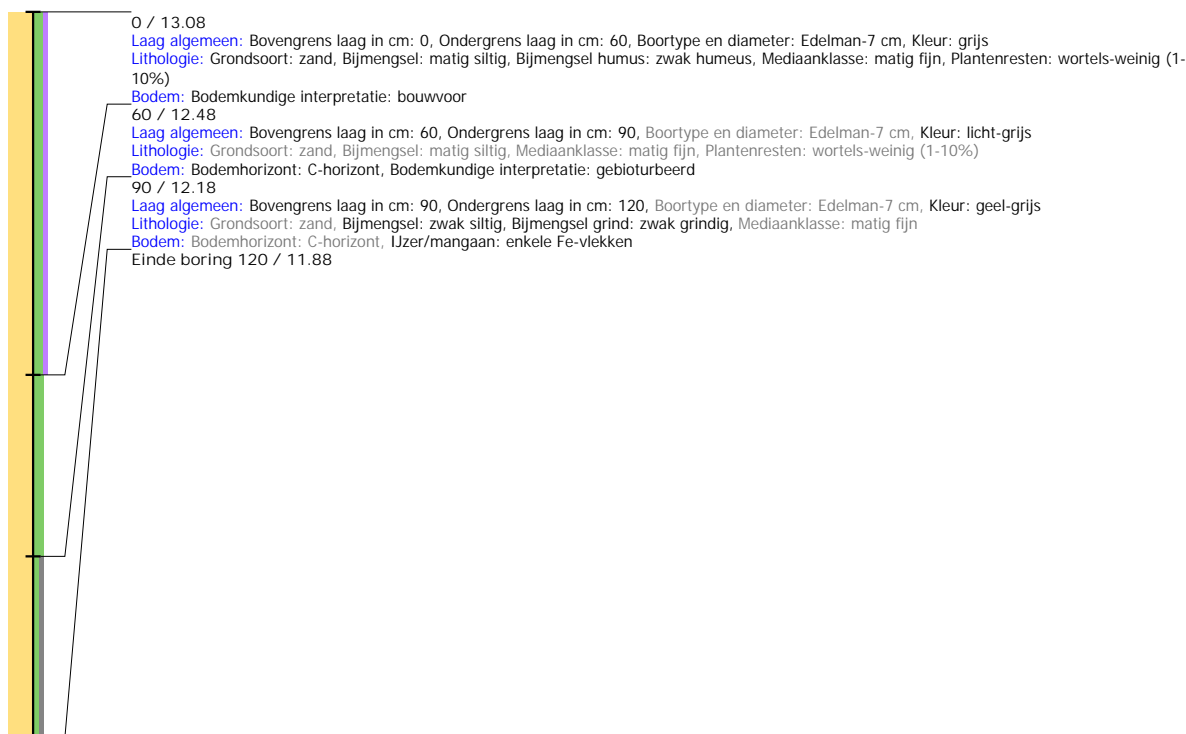 0 / 13.08
Laag algemeen: Bovengrens laag in cm: 0, Ondergrens laag in cm: 60, Boortype en diameter: Edelman-7 cm, Kleur: grijs
Lithologie: Grondsoort: zand, Bijmengsel: matig siltig, Bijmengsel humus: zwak humeus, Mediaanklasse: matig fijn, Plantenresten: wortels-weinig (1-
10%)
Bodem: Bodemkundige interpretatie: bouwvoor
60 / 12.48
Laag algemeen: Bovengrens laag in cm: 60, Ondergrens laag in cm: 90, Boortype en diameter: Edelman-7 cm, Kleur: licht-grijs
Lithologie: Grondsoort: zand, Bijmengsel: matig siltig, Mediaanklasse: matig fijn, Plantenresten: wortels-weinig (1-10%)
Bodem: Bodemhorizont: C-horizont, Bodemkundige interpretatie: gebioturbeerd
90 / 12.18
Laag algemeen: Bovengrens laag in cm: 90, Ondergrens laag in cm: 120, Boortype en diameter: Edelman-7 cm, Kleur: geel-grijs
Lithologie: Grondsoort: zand, Bijmengsel: zwak siltig, Bijmengsel grind: zwak grindig, Mediaanklasse: matig fijn
Bodem: Bodemhorizont: C-horizont, IJzer/mangaan: enkele Fe-vlekken
Einde boring 120 / 11.88